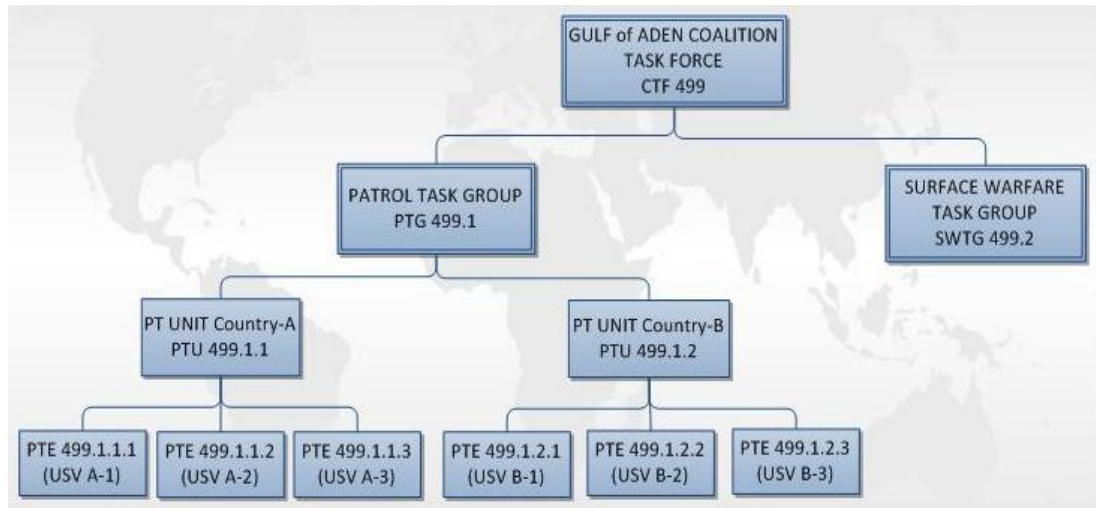 GULF of ADEN COALITION
TASK FORCE
CTF 499
PATROL TASK GROUP
PTG 499.1
SURFACE WARFARE
TASK GROUP
SWTG 499.2
PT UNIT Country-A
PTU 499.1.1
PT UNIT Country-B
PTU 499.1.2
PTE 499.1.1.1
(USV A-1)
PTE 499.1.1.2
(USV A-2)
PTE 499.1.1.3
(USV A-3)
PTE 499.1.2.1
(USV B-1)
PTE 499.1.2.2
(USV B-2)
PTE 499.1.2.3
(USV B-3)